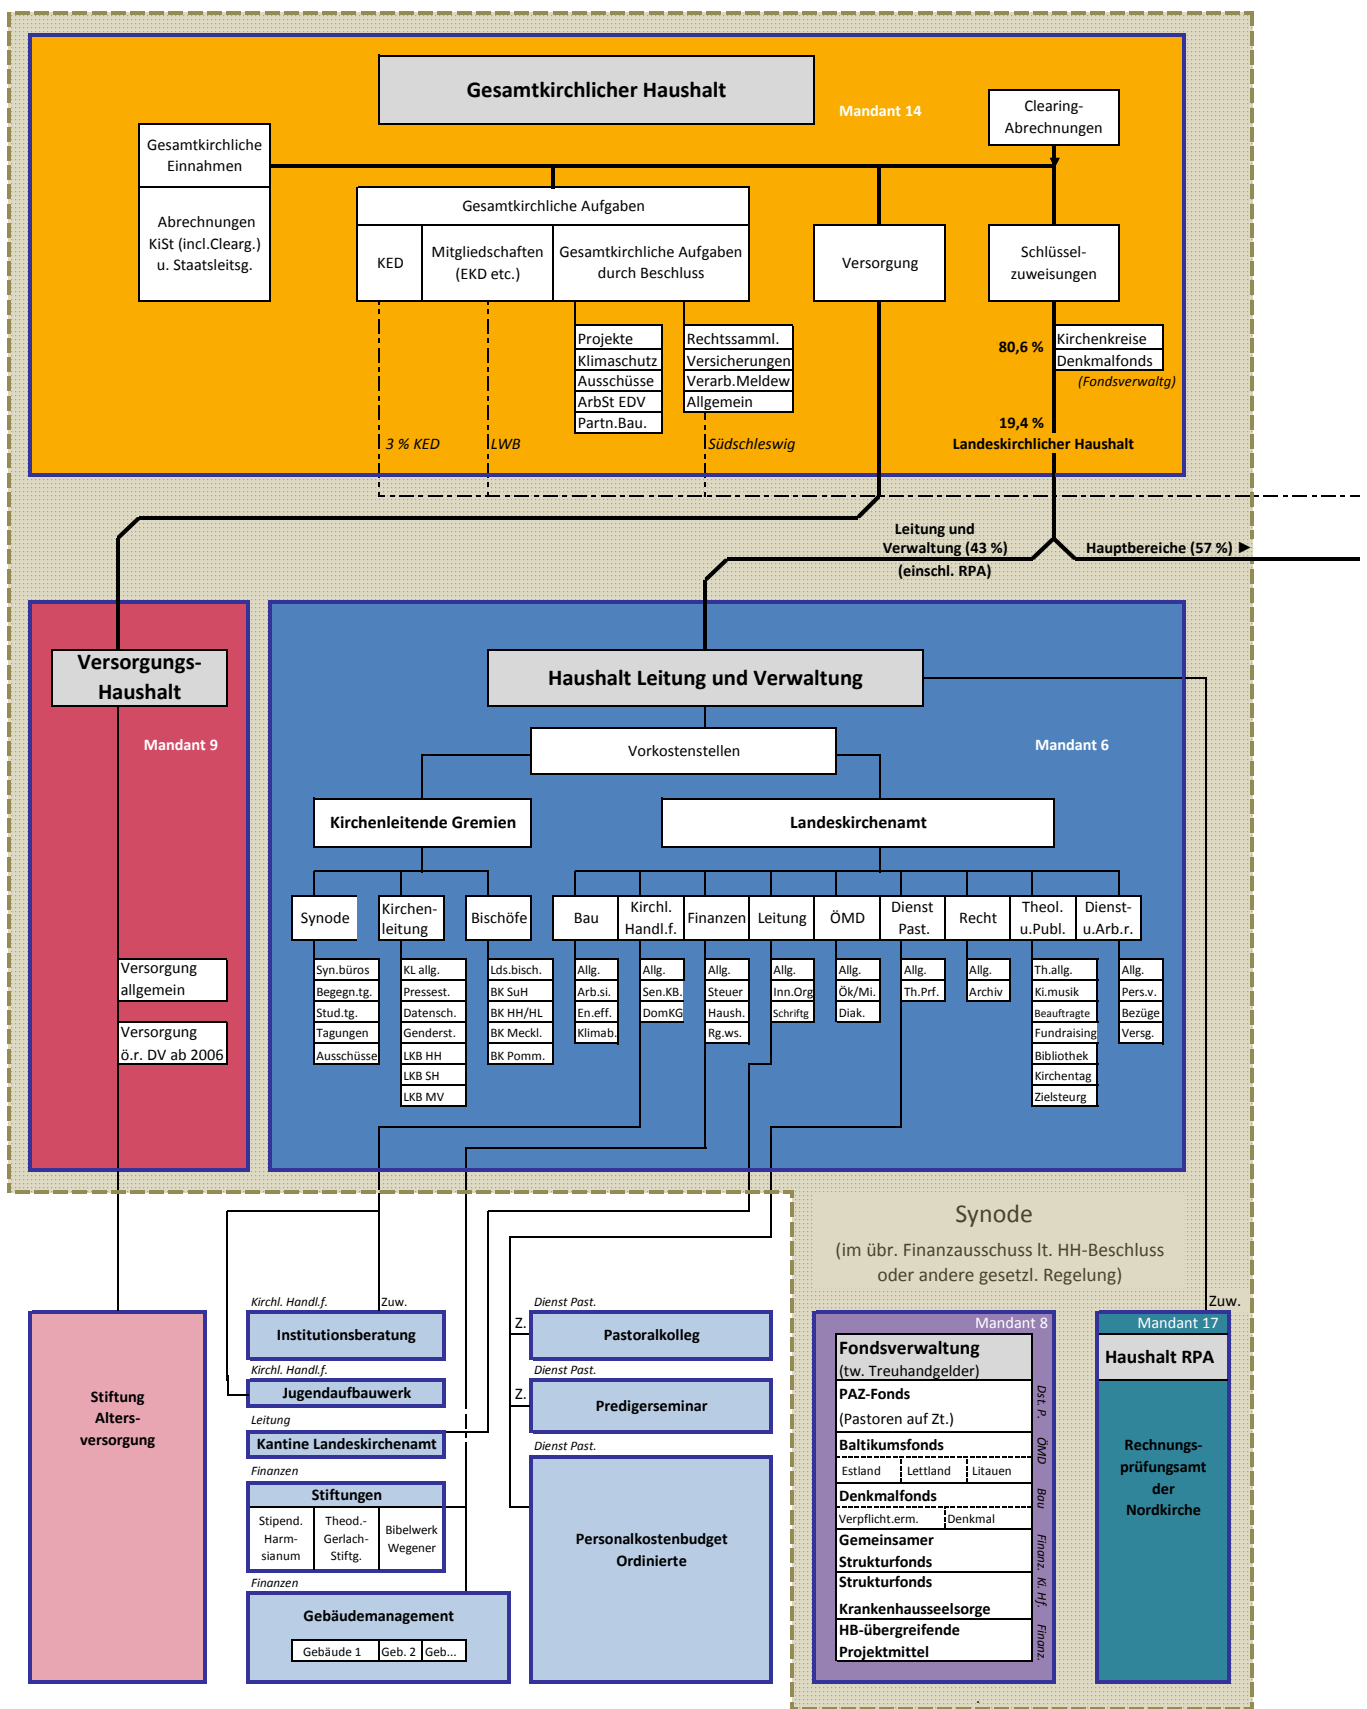 Gesamtkirchlicher Haushalt
Mandant 14
Clearing-
Abrechnungen
Gesamtkirchliche
Einnahmen
Abrechnungen
KiSt (incl.Clearg.)
u. Staatsleitsg.
Gesamtkirchliche Aufgaben
KED
Mitgliedschaften
(EKD etc.)
Gesamtkirchliche Aufgaben
durch Beschluss
Versorgung
Schlüssel-
zuweisungen
Projekte
Klimaschutz
Ausschüsse
ArbSt EDV
Partn.Bau.
Rechtssamml.
Versicherungen
Verarb.Meldew
Allgemein
80,6 %
Kirchenkreise
Denkmalfonds
(Fondsverwaltg)
19,4 %
Landeskirchlicher Haushalt
3 % KED
LWB
Südschleswig
Leitung und
Verwaltung (43 %)
(einschl. RPA)
Hauptbereiche (57 %) ►
Versorgungs-
Haushalt
Mandant 9
Versorgung
allgemein
Versorgung
ö.r. DV ab 2006
Haushalt Leitung und Verwaltung
Mandant 6
Vorkostenstellen
Kirchenleitende Gremien
Landeskirchenamt
Synode
Kirchen-
leitung
Bischöfe
Bau
Kirchl.
Handl.f.
Finanzen
Leitung
ÖMD
Dienst
Past.
Recht
Theol.
u.Publ.
Dienst-
u.Arb.r.
Syn.büros
Begegn.tg.
Stud.tg.
Tagungen
Ausschüsse
KL allg.
Pressest.
Datensch.
Genderst.
LKB HH
LKB SH
LKB MV
Lds.bisch.
BK SuH
BK HH/HL
BK Meckl.
BK Pomm.
Allg.
Arb.si.
En.eff.
Klimab.
Allg.
Sen.KB.
DomKG
Allg.
Steuer
Haush.
Rg.ws.
Allg.
Inn.Org
Schriftg
Allg.
Ök/Mi.
Diak.
Allg.
Th.Prf.
Allg.
Archiv
Th.allg.
Ki.musik
Beauftragte
Fundraising
Bibliothek
Kirchentag
Zielsteurg
Allg.
Pers.v.
Bezüge
Versg.
Synode
(im übr. Finanzausschuss lt. HH-Beschluss
oder andere gesetzl. Regelung)
Stiftung
Alters-
versorgung
Kirchl. Handl.f.
Zuw.
Institutionsberatung
Kirchl. Handl.f.
Jugendaufbauwerk
Leitung
Kantine Landeskirchenamt
Finanzen
Stiftungen
Stipend.
Harm-
sianum
Theod.-
Gerlach-
Stiftg.
Bibelwerk
Wegener
Finanzen
Gebäudemanagement
Gebäude 1
Geb. 2
Geb...
Dienst Past.
Z.
Pastoralkolleg
Dienst Past.
Z.
Predigerseminar
Dienst Past.
Personalkostenbudget
Ordinierte
Mandant 8
Fondsverwaltung
(tw. Treuhandgelder)
PAZ-Fonds
(Pastoren auf Zt.)
Dst. P.
Baltikumsfonds
Estland
Lettland
Litauen
ÖMD
Denkmalfonds
Verpflicht.erm.
Denkmal
Bau
Gemeinsamer
Strukturfonds
Finanz.
Strukturfonds
Krankenhausseelsorge
Ki. Hf.
HB-übergreifende
Projektmittel
Finanz.
Zuw.
Mandant 17
Haushalt RPA
Rechnungs-
prüfungsamt
der
Nordkirche